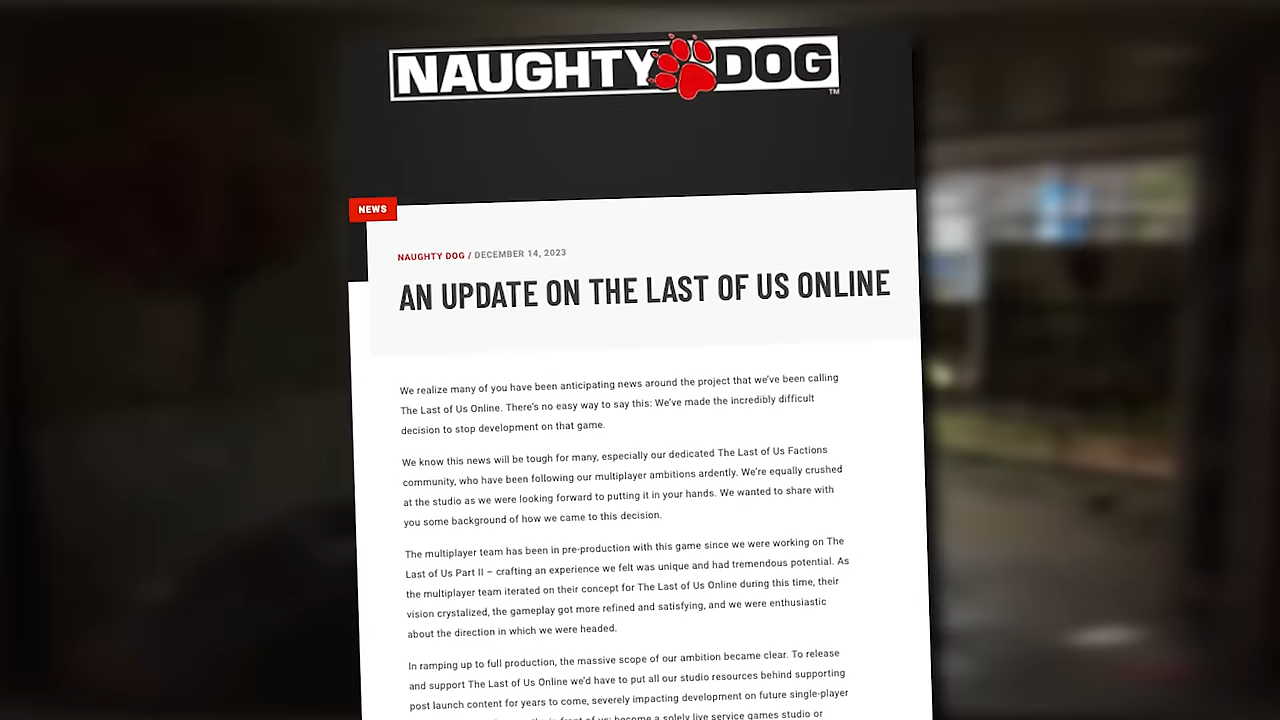 NAUGHTY DOG
TM
NEWS
NAUGHTY DOG / DECEMBER 14, 2023
AN UPDATE ON THE LAST OF US ONLINE
We realize many of you have been anticipating news around the project that we've been calling
The Last of Us Online. There's no easy way to say this: We've made the incredibly difficult
decision to stop development on that game.
We know this news will be tough for many, especially our dedicated The Last of Us Factions
community, who have been following our multiplayer ambitions ardently. We're equally crushed
at the studio as we were looking forward to putting it in your hands. We wanted to share with
you some background of how we came to this decision.
The multiplayer team has been in pre-production with this game since we were working on The
Last of Us Part II – crafting an experience we felt was unique and had tremendous potential. As
the multiplayer team iterated on their concept for The Last of Us Online during this time, their
vision crystalized, the gameplay got more refined and satisfying, and we were enthusiastic
about the direction in which we were headed.
In ramping up to full production, the massive scope of our ambition became clear. To release
and support The Last of Us Online we'd have to put all our studio resources behind supporting
post launch content for years to come, severely impacting development on future single-player
in front of us: become a solely live service games studio or